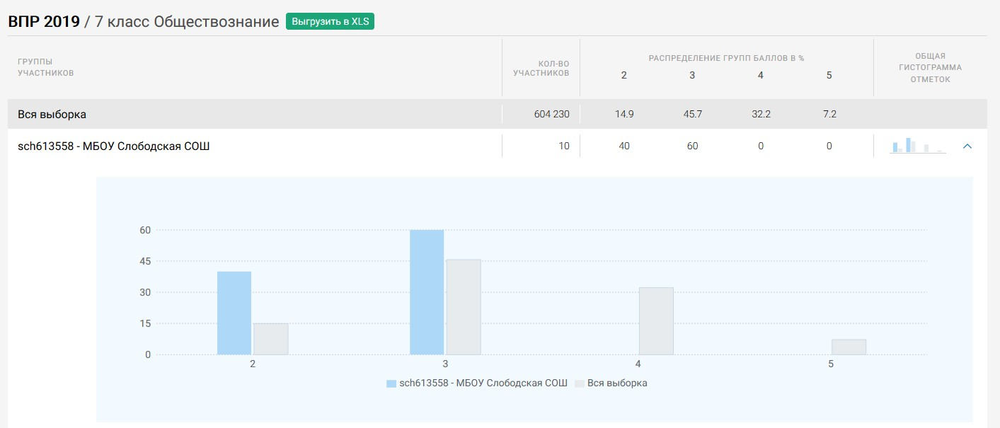 ВПР 2019 / 7 класс Обществознание Выгрузить в XLS
ГРУППЫ
УЧАСТНИКОВ
КОЛ-ВО
УЧАСТНИКОВ
РАСПРЕДЕЛЕНИЕ ГРУПП БАЛЛОВ В %
2 3 4 5
ОБЩАЯ
ГИСТОГРАММА
ОТМЕТОК
Вся выборка 604 230 14.9 45.7 32.2 7.2
sch613558 - МБОУ Слободская СОШ 10 40 60 0 0
60
45
30
15
0
2 3 4 5
sch613558 - МБОУ Слободская СОШ Вся выборка